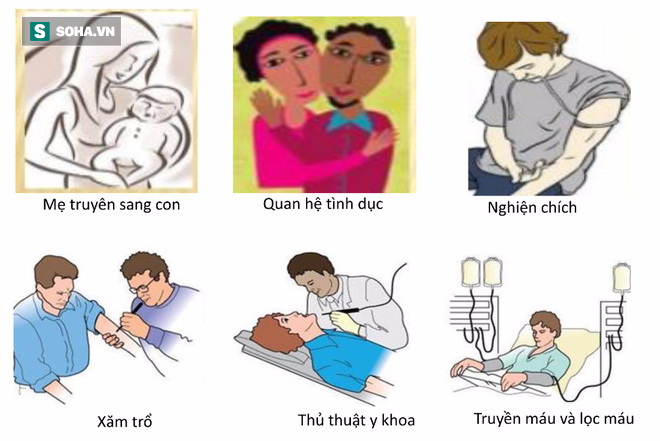 S SOHA.VN
Mẹ truyên sang con
Quan hệ tình dục
Nghiện chích
Xăm trổ
Thủ thuật y khoa
Truyền máu và lọc máu